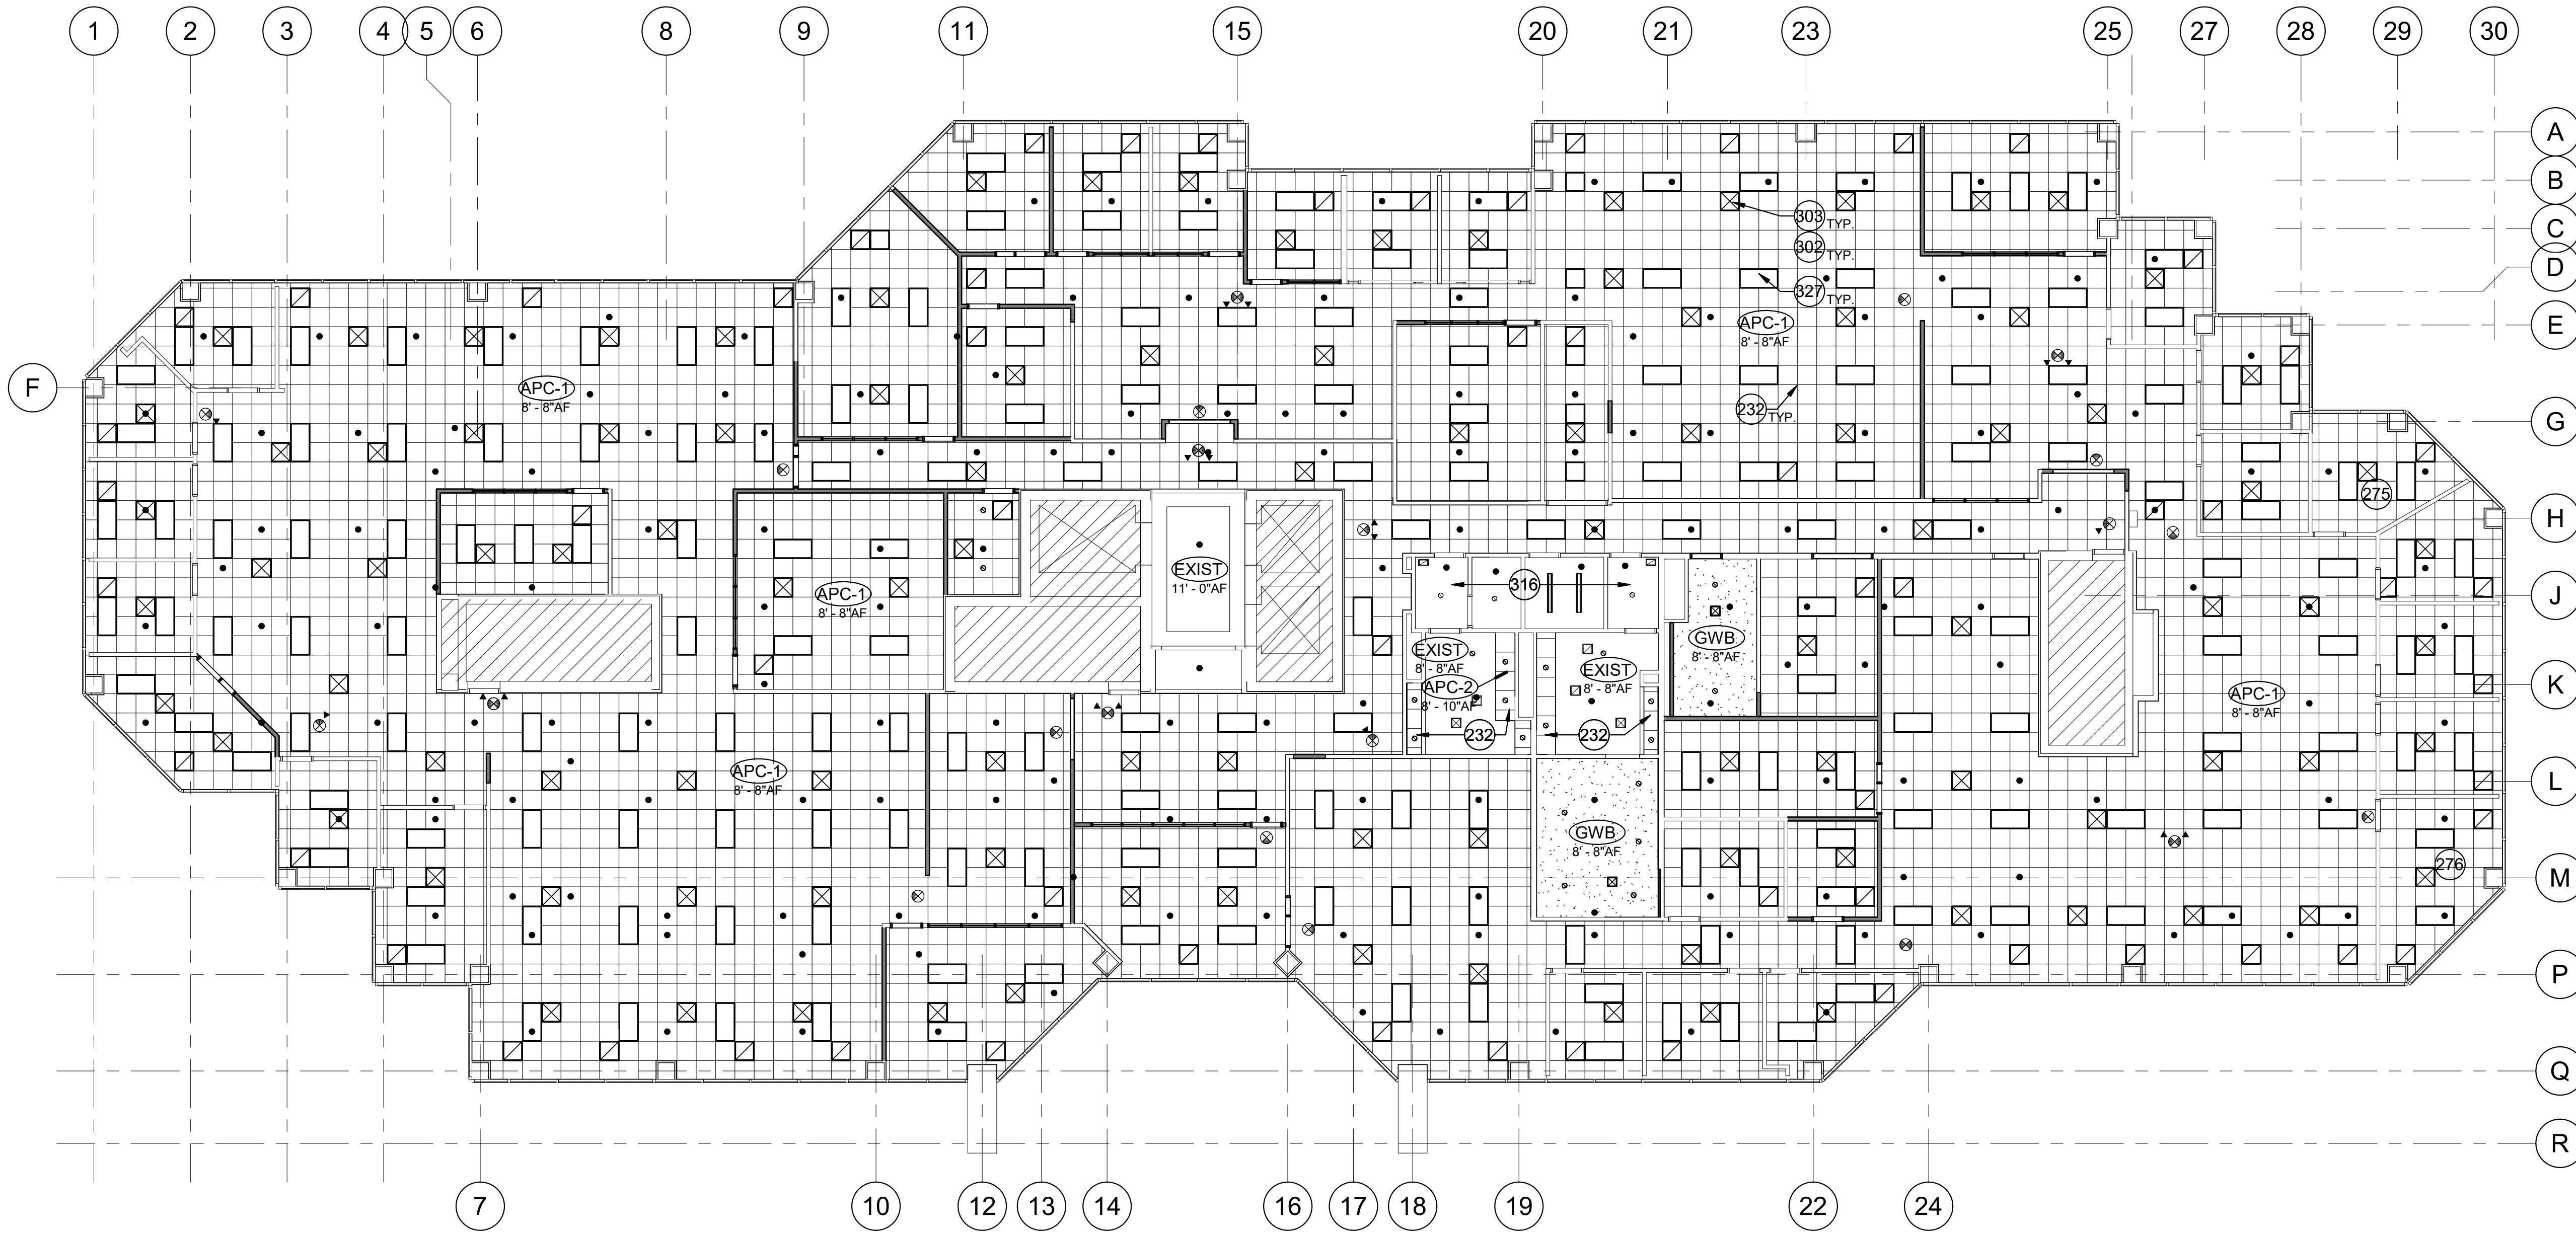 1 2 3 4 5 6 8 9 11 15 20 21 23 25 27 28 29 30
A
B
C
303 TYP.
302 TYP.
D
327 TYP.
APC-1
8' - 8"AF
E
F
APC-1
8' - 8"AF
232 TYP.
G
275
H
EXIST
11' - 0"AF
APC-1
8' - 8"AF
316
J
GWB
8' - 8"AF
EXIST
8' - 8"AF
EXIST
8' - 8"AF
APC-2
8' - 10"AF
K
APC-1
8' - 8"AF
232
232
APC-1
8' - 8"AF
L
GWB
8' - 8"AF
276
M
P
Q
R
7 10 12 13 14 16 17 18 19 22 24